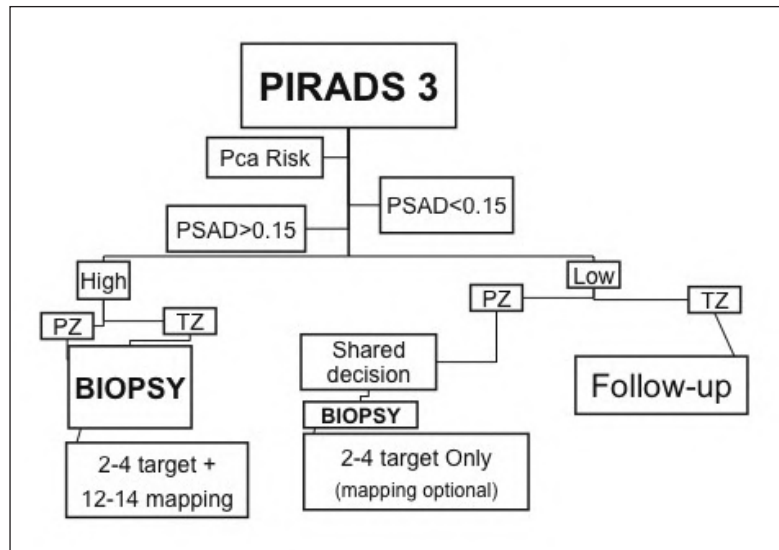 PIRADS 3
Pca Risk
PSAD<0.15
PSAD>0.15
High
Low
PZ
TZ
PZ
TZ
BIOPSY
Shared
decision
Follow-up
BIOPSY
2-4 target +
12-14 mapping
2-4 target Only
(mapping optional)